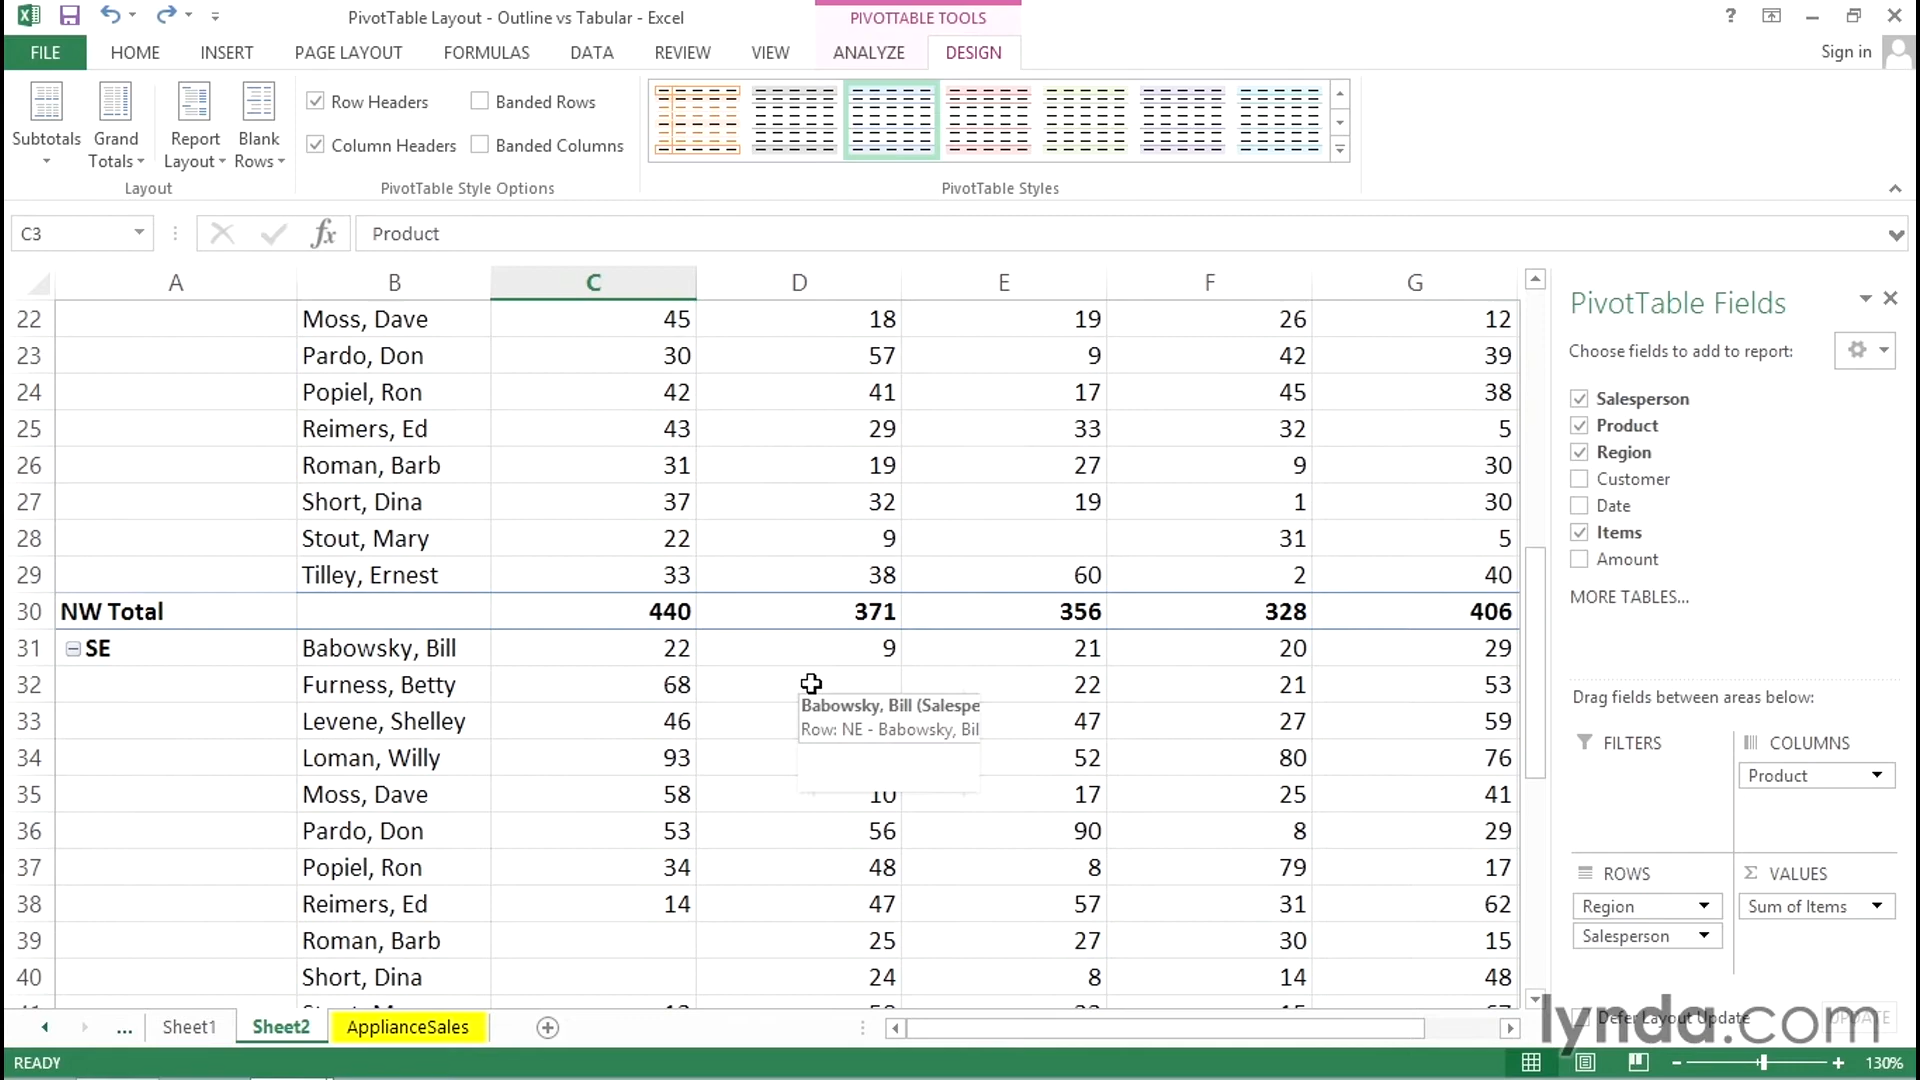 PivotTable Layout - Outline vs Tabular - Excel
PIVOTTABLE TOOLS
?
FILE HOME INSERT PAGE LAYOUT FORMULAS DATA REVIEW VIEW ANALYZE DESIGN Sign in
Subtotals
Grand Totals
Report Layout
Blank Rows
Layout
Row Headers
Banded Rows
Column Headers
Banded Columns
PivotTable Style Options
PivotTable Styles
C3 fx Product
A B C D E F G
22 Moss, Dave 45 18 19 26 12
23 Pardo, Don 30 57 9 42 39
24 Popiel, Ron 42 41 17 45 38
25 Reimers, Ed 43 29 33 32 5
26 Roman, Barb 31 19 27 9 30
27 Short, Dina 37 32 19 1 30
28 Stout, Mary 22 9 31 5
29 Tilley, Ernest 33 38 60 2 40
30 NW Total 440 371 356 328 406
31 SE Babowsky, Bill 22 9 21 20 29
32 Furness, Betty 68 22 21 53
33 Levene, Shelley 46 47 27 59
34 Loman, Willy 93 52 80 76
35 Moss, Dave 58 10 17 25 41
36 Pardo, Don 53 56 90 8 29
37 Popiel, Ron 34 48 8 79 17
38 Reimers, Ed 14 47 57 31 62
39 Roman, Barb 25 27 30 15
40 Short, Dina 24 8 14 48
Babowsky, Bill (Salespe
Row: NE - Babowsky, Bil
PivotTable Fields
Choose fields to add to report:
Salesperson
Product
Region
Customer
Date
Items
Amount
MORE TABLES...
Drag fields between areas below:
FILTERS
COLUMNS
Product
ROWS
Region
Salesperson
VALUES
Sum of Items
Defer Layout Update UPDATE
lynda.com
... Sheet1 Sheet2 ApplianceSales
READY 130%